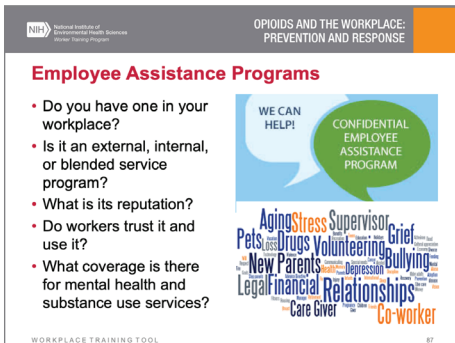 NIH
National Institute of
Environmental Health Sciences
Worker Training Program
OPIOIDS AND THE WORKPLACE:
PREVENTION AND RESPONSE
Employee Assistance Programs
• Do you have one in your
workplace?
• Is it an external, internal,
or blended service
program?
• What is its reputation?
• Do workers trust it and
use it?
• What coverage is there
for mental health and
substance use services?
WE CAN
HELP!
CONFIDENTIAL
EMPLOYEE
ASSISTANCE
PROGRAM
Aging Stress Supervisor
Pets Loss Drugs Volunteering Grief
New Parents Depression Bullying
Legal Financial Relationships
Care Giver Co-worker
WORKPLACE TRAINING TOOL
67